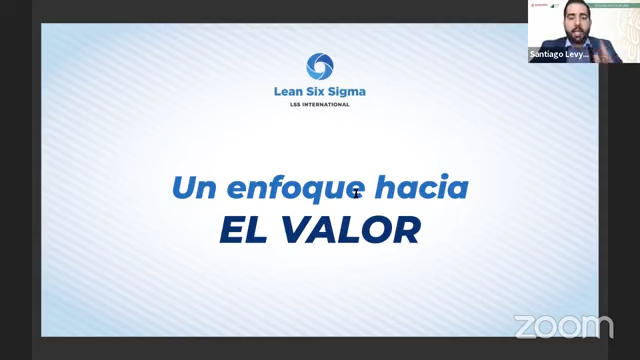 Lean Six Sigma
LSS INTERNATIONAL
Un enfoque hacia
EL VALOR
Santiago Levy...
zoom